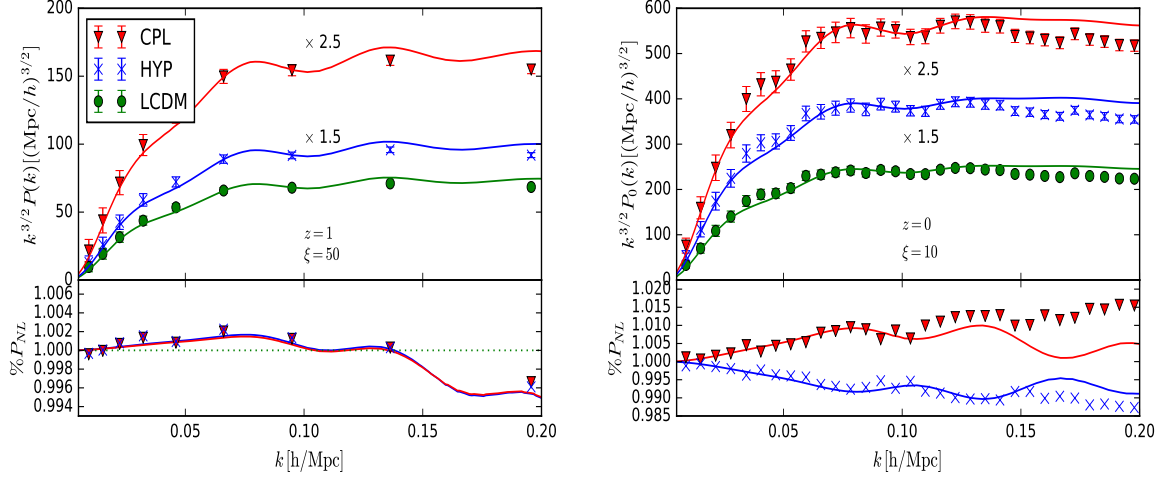 200
150
100
50
0
k^{3/2}P(k)[(Mpc/h)^{3/2}]
CPL
HYP
LCDM
× 2.5
× 1.5
z=1
ξ=50
1.006
1.004
1.002
1.000
0.998
0.996
0.994
%P_{NL}
0.05 0.10 0.15 0.20
k[h/Mpc]
600
500
400
300
200
100
0
k^{3/2}P_0(k)[(Mpc/h)^{3/2}]
× 2.5
× 1.5
z=0
ξ=10
1.020
1.015
1.010
1.005
1.000
0.995
0.990
0.985
%P_{NL}
0.05 0.10 0.15 0.20
k[h/Mpc]